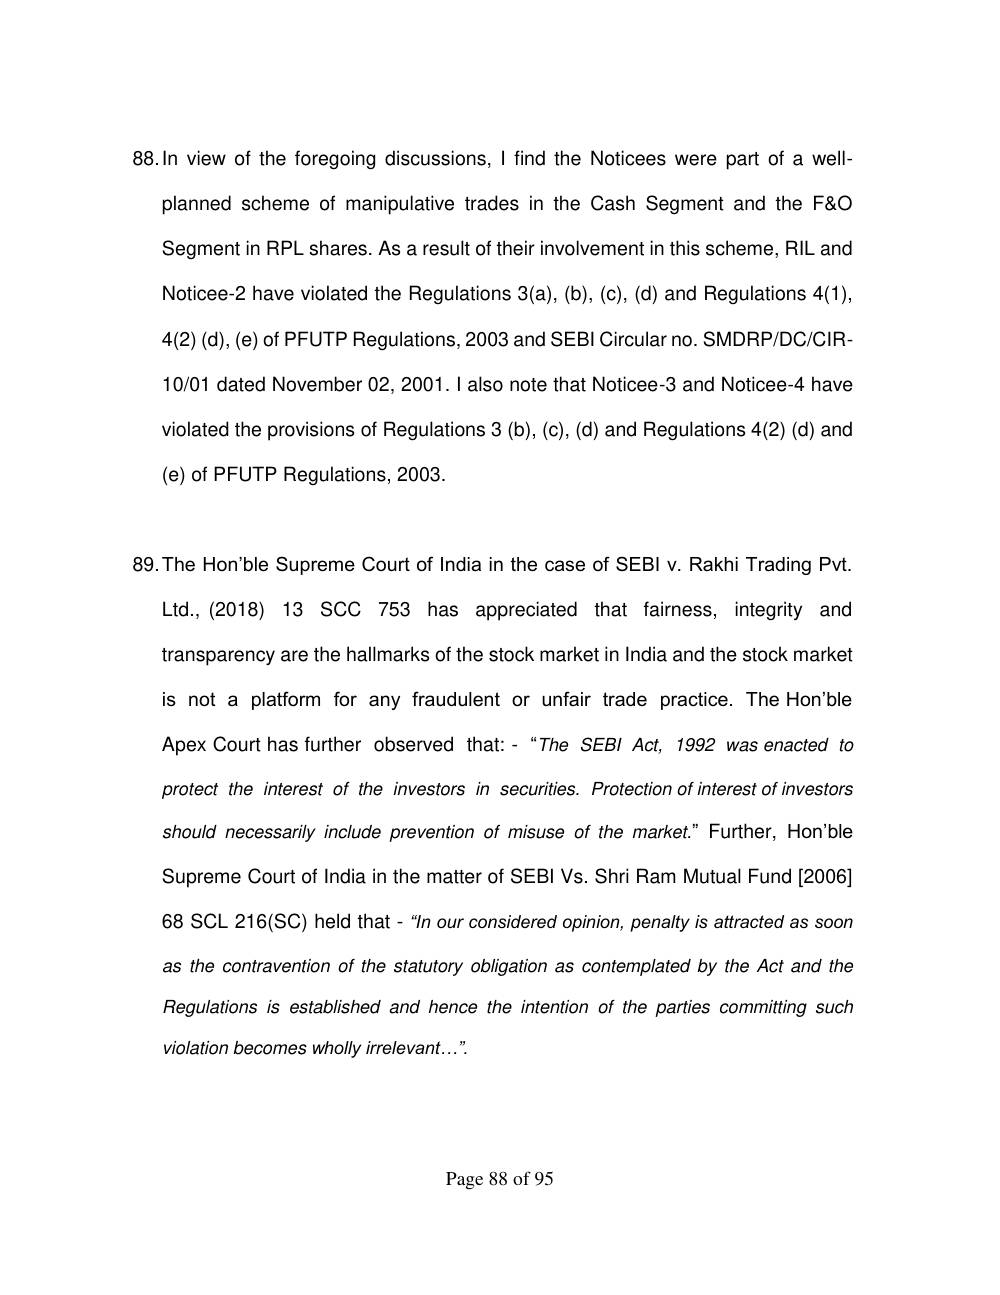 88. In view of the foregoing discussions, I find the Noticees were part of a well-
planned scheme of manipulative trades in the Cash Segment and the F&O
Segment in RPL shares. As a result of their involvement in this scheme, RIL and
Noticee-2 have violated the Regulations 3(a), (b), (c), (d) and Regulations 4(1),
4(2) (d), (e) of PFUTP Regulations, 2003 and SEBI Circular no. SMDRP/DC/CIR-
10/01 dated November 02, 2001. I also note that Noticee-3 and Noticee-4 have
violated the provisions of Regulations 3 (b), (c), (d) and Regulations 4(2) (d) and
(e) of PFUTP Regulations, 2003.
89. The Hon’ble Supreme Court of India in the case of SEBI v. Rakhi Trading Pvt.
Ltd., (2018) 13 SCC 753 has appreciated that fairness, integrity and
transparency are the hallmarks of the stock market in India and the stock market
is not a platform for any fraudulent or unfair trade practice. The Hon’ble
Apex Court has further observed that: - “The SEBI Act, 1992 was enacted to
protect the interest of the investors in securities. Protection of interest of investors
should necessarily include prevention of misuse of the market.” Further, Hon’ble
Supreme Court of India in the matter of SEBI Vs. Shri Ram Mutual Fund [2006]
68 SCL 216(SC) held that - “In our considered opinion, penalty is attracted as soon
as the contravention of the statutory obligation as contemplated by the Act and the
Regulations is established and hence the intention of the parties committing such
violation becomes wholly irrelevant…”.
Page 88 of 95